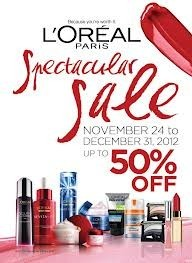 Because you're worth it
L'ORÉAL
PARIS
Spectacular
Sale
NOVEMBER 24 to
DECEMBER 31, 2012
UP TO
50%
OFF
REVITALIFT